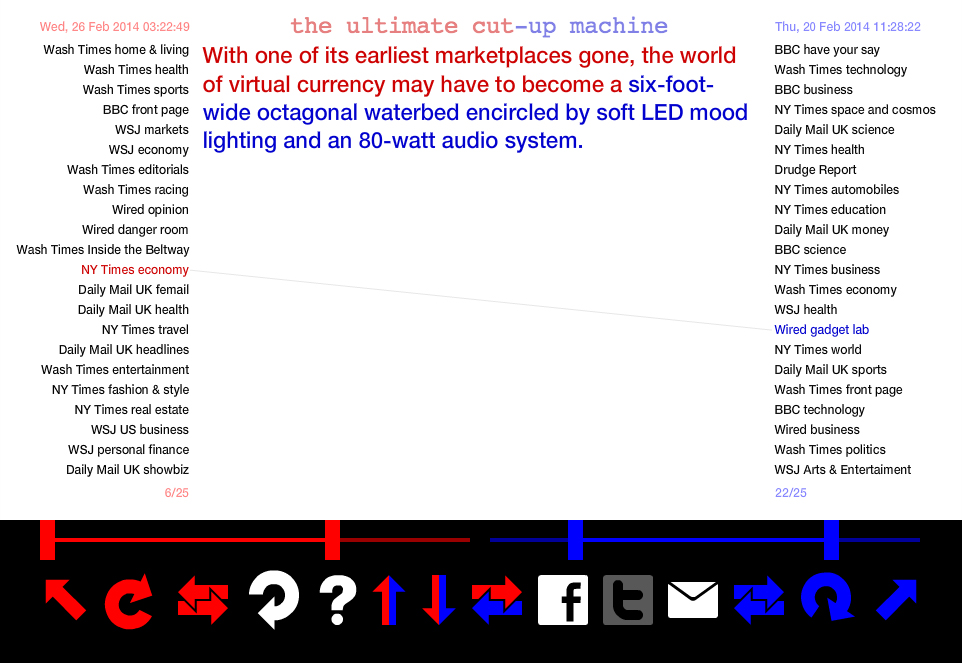 Wed, 26 Feb 2014 03:22:49
the ultimate cut-up machine
Thu, 20 Feb 2014 11:28:22
With one of its earliest marketplaces gone, the world
of virtual currency may have to become a six-foot-
wide octagonal waterbed encircled by soft LED mood
lighting and an 80-watt audio system.
Wash Times home & living
Wash Times health
Wash Times sports
BBC front page
WSJ markets
WSJ economy
Wash Times editorials
Wash Times racing
Wired opinion
Wired danger room
Wash Times Inside the Beltway
NY Times economy
Daily Mail UK femail
Daily Mail UK health
NY Times travel
Daily Mail UK headlines
Wash Times entertainment
NY Times fashion & style
NY Times real estate
WSJ US business
WSJ personal finance
Daily Mail UK showbiz
6/25
BBC have your say
Wash Times technology
BBC business
NY Times space and cosmos
Daily Mail UK science
NY Times health
Drudge Report
NY Times automobiles
NY Times education
Daily Mail UK money
BBC science
NY Times business
Wash Times economy
WSJ health
Wired gadget lab
NY Times world
Daily Mail UK sports
Wash Times front page
BBC technology
Wired business
Wash Times politics
WSJ Arts & Entertaiment
22/25
?
f
t